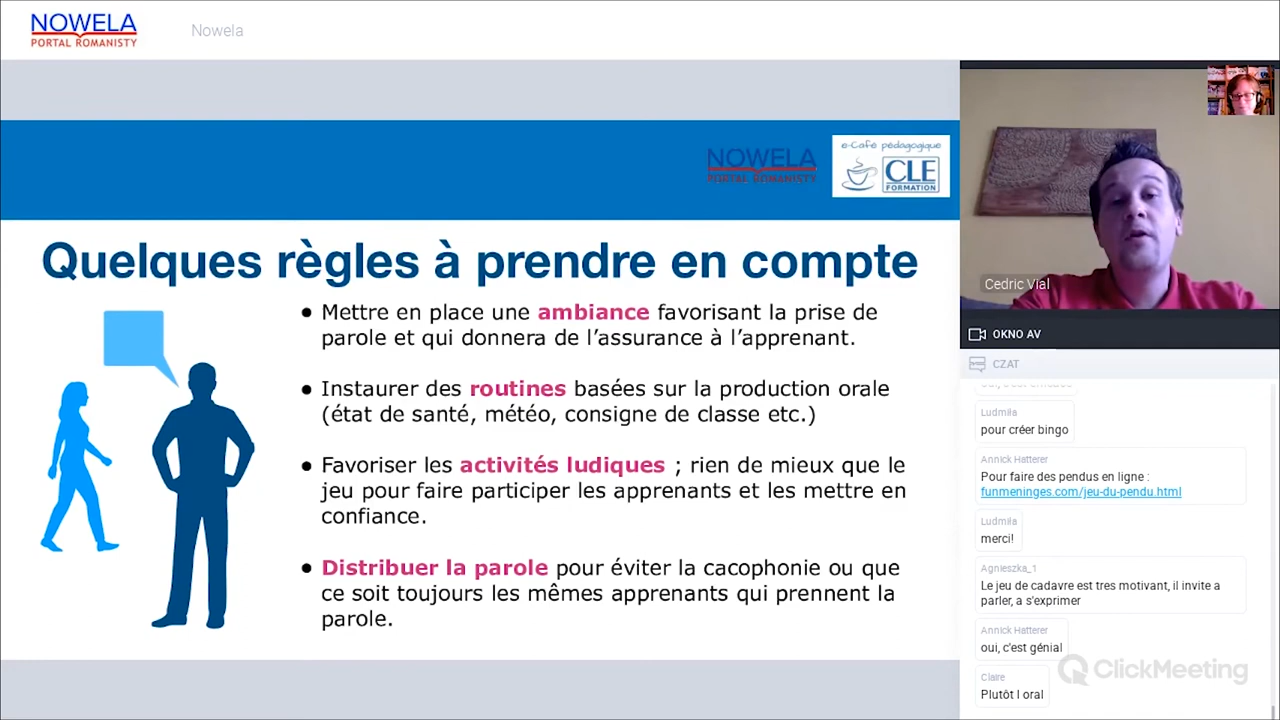 NOWELA
PORTAL ROMANISTY
Nowela
NOWELA
PORTAL ROMANISTY
e-Café pédagogique
CLE
FORMATION
Quelques règles à prendre en compte
● Mettre en place une ambiance favorisant la prise de
parole et qui donnera de l’assurance à l’apprenant.
● Instaurer des routines basées sur la production orale
(état de santé, météo, consigne de classe etc.)
● Favoriser les activités ludiques ; rien de mieux que le
jeu pour faire participer les apprenants et les mettre en
confiance.
● Distribuer la parole pour éviter la cacophonie ou que
ce soit toujours les mêmes apprenants qui prennent la
parole.
Cedric Vial
OKNO AV
CZAT
Ludmiła
pour créer bingo
Annick Hatterer
Pour faire des pendus en ligne :
funmeninges.com/jeu-du-pendu.html
Ludmiła
merci!
Agnieszka_1
Le jeu de cadavre est tres motivant, il invite a
parler, a s'exprimer
Annick Hatterer
oui, c'est génial
Claire
Plutôt l oral
ClickMeeting